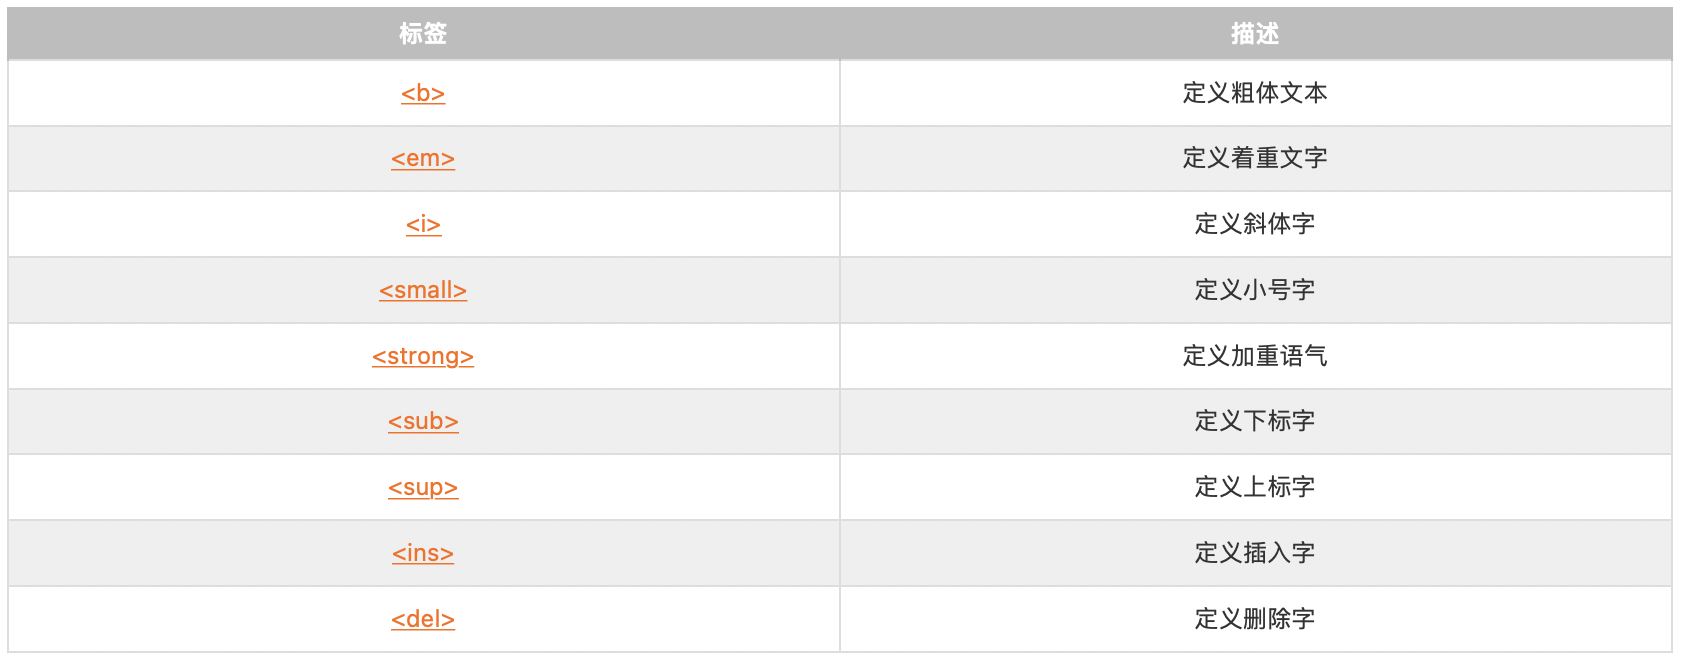 标签 描述
<b> 定义粗体文本
<em> 定义着重文字
<i> 定义斜体字
<small> 定义小号字
<strong> 定义加重语气
<sub> 定义下标字
<sup> 定义上标字
<ins> 定义插入字
<del> 定义删除字